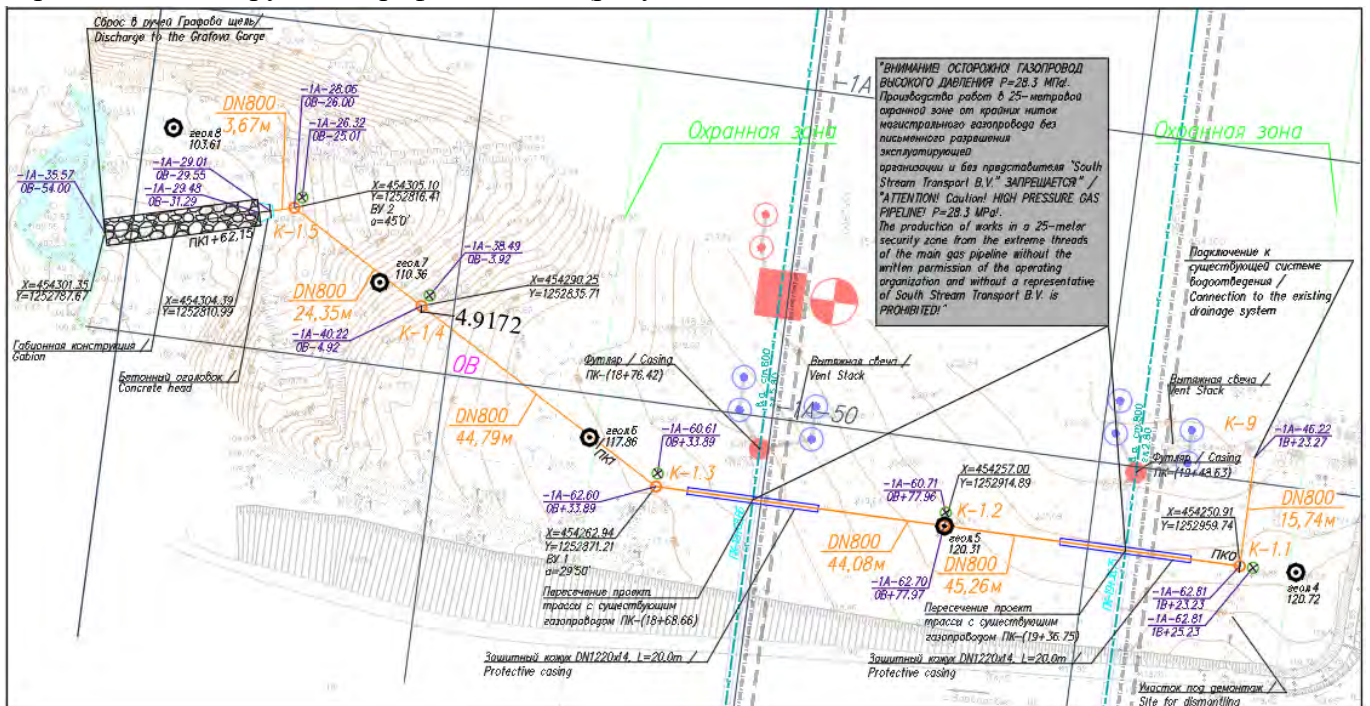 Сброс в ручей Графова щель/
Discharge to the Grafova Gorge
-1А-28.06
0В-26.00
DN800
3,67м
-1А-26.32
0В-25.01
геол.8
103.61
-1А-29.01
0В-29.55
-1А-29.48
0В-31.29
-1А-35.57
0В-54.00
X=454305.10
Y=1252816.41
ВУ 2
α=45°0'
К-1.5
ПК1+62,15
-1А-38.49
0В-3.92
геол.7
110.36
X=454290.25
Y=1252835.71
X=454301.35
Y=1252787.67
X=454304.39
Y=1252810.99
DN800
24,35м
К-1.4
4.9172
-1А-40.22
0В-4.92
Габионная конструкция /
Gabion
Бетонный оголовок /
Concrete head
0В
-1А
Охранная зона
"ВНИМАНИЕ! ОСТОРОЖНО! ГАЗОПРОВОД
ВЫСОКОГО ДАВЛЕНИЯ! Р=28.3 МПа!.
Производство работ в 25-метровой
охранной зоне от крайних ниток
магистрального газопровода без
письменного разрешения
эксплуатирующей
организации и без представителя "South
Stream Transport B.V." ЗАПРЕЩАЕТСЯ!" /
"ATTENTION! Caution! HIGH PRESSURE GAS
PIPELINE! P=28.3 MPa!.
The production of works in a 25-meter
security zone from the extreme threads
of the main gas pipeline without the
written permission of the operating
organization and without a representative
of South Stream Transport B.V. is
PROHIBITED!"
Охранная зона
Подключение к
существующей системе
водоотведения /
Connection to the existing
drainage system
Футляр / Casing
ПК-(18+76.42)
Вытяжная свеча /
Vent Stack
-1А-50
Вытяжная свеча /
Vent Stack
К-9
-1А-46.22
1В+23.27
Футляр / Casing
ПК-(19+48.63)
DN800
44,79м
геол.6
117.86
ПК1
-1А-60.61
0В+33.89
К-1.3
-1А-62.60
0В+33.89
X=454262.94
Y=1252871.21
ВУ 1
α=29°50'
-1А-60.71
0В+77.96
X=454257.00
Y=1252914.89
К-1.2
геол.5
120.31
DN800
44,08м
DN800
45,26м
-1А-62.70
0В+77.97
X=454250.91
Y=1252959.74
DN800
15,74м
ПК0
К-1.1
геол.4
120.72
-1А-62.81
1В+23.23
-1А-62.81
1В+25.23
Пересечение проект.
трассы с существующим
газопроводом ПК-(18+68.66)
Пересечение проект.
трассы с существующим
газопроводом ПК-(19+36.75)
Защитный кожух DN1220x14, L=20,0m /
Protective casing
Защитный кожух DN1220x14, L=20,0m /
Protective casing
Участок под демонтаж /
Site for dismantling